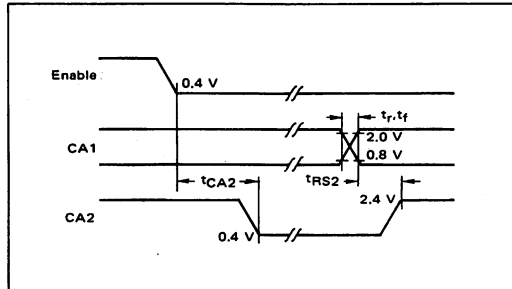 Enable
0.4 V
tr, tf
2.0 V
CA1
0.8 V
tCA2
tRS2
2.4 V
CA2
0.4 V